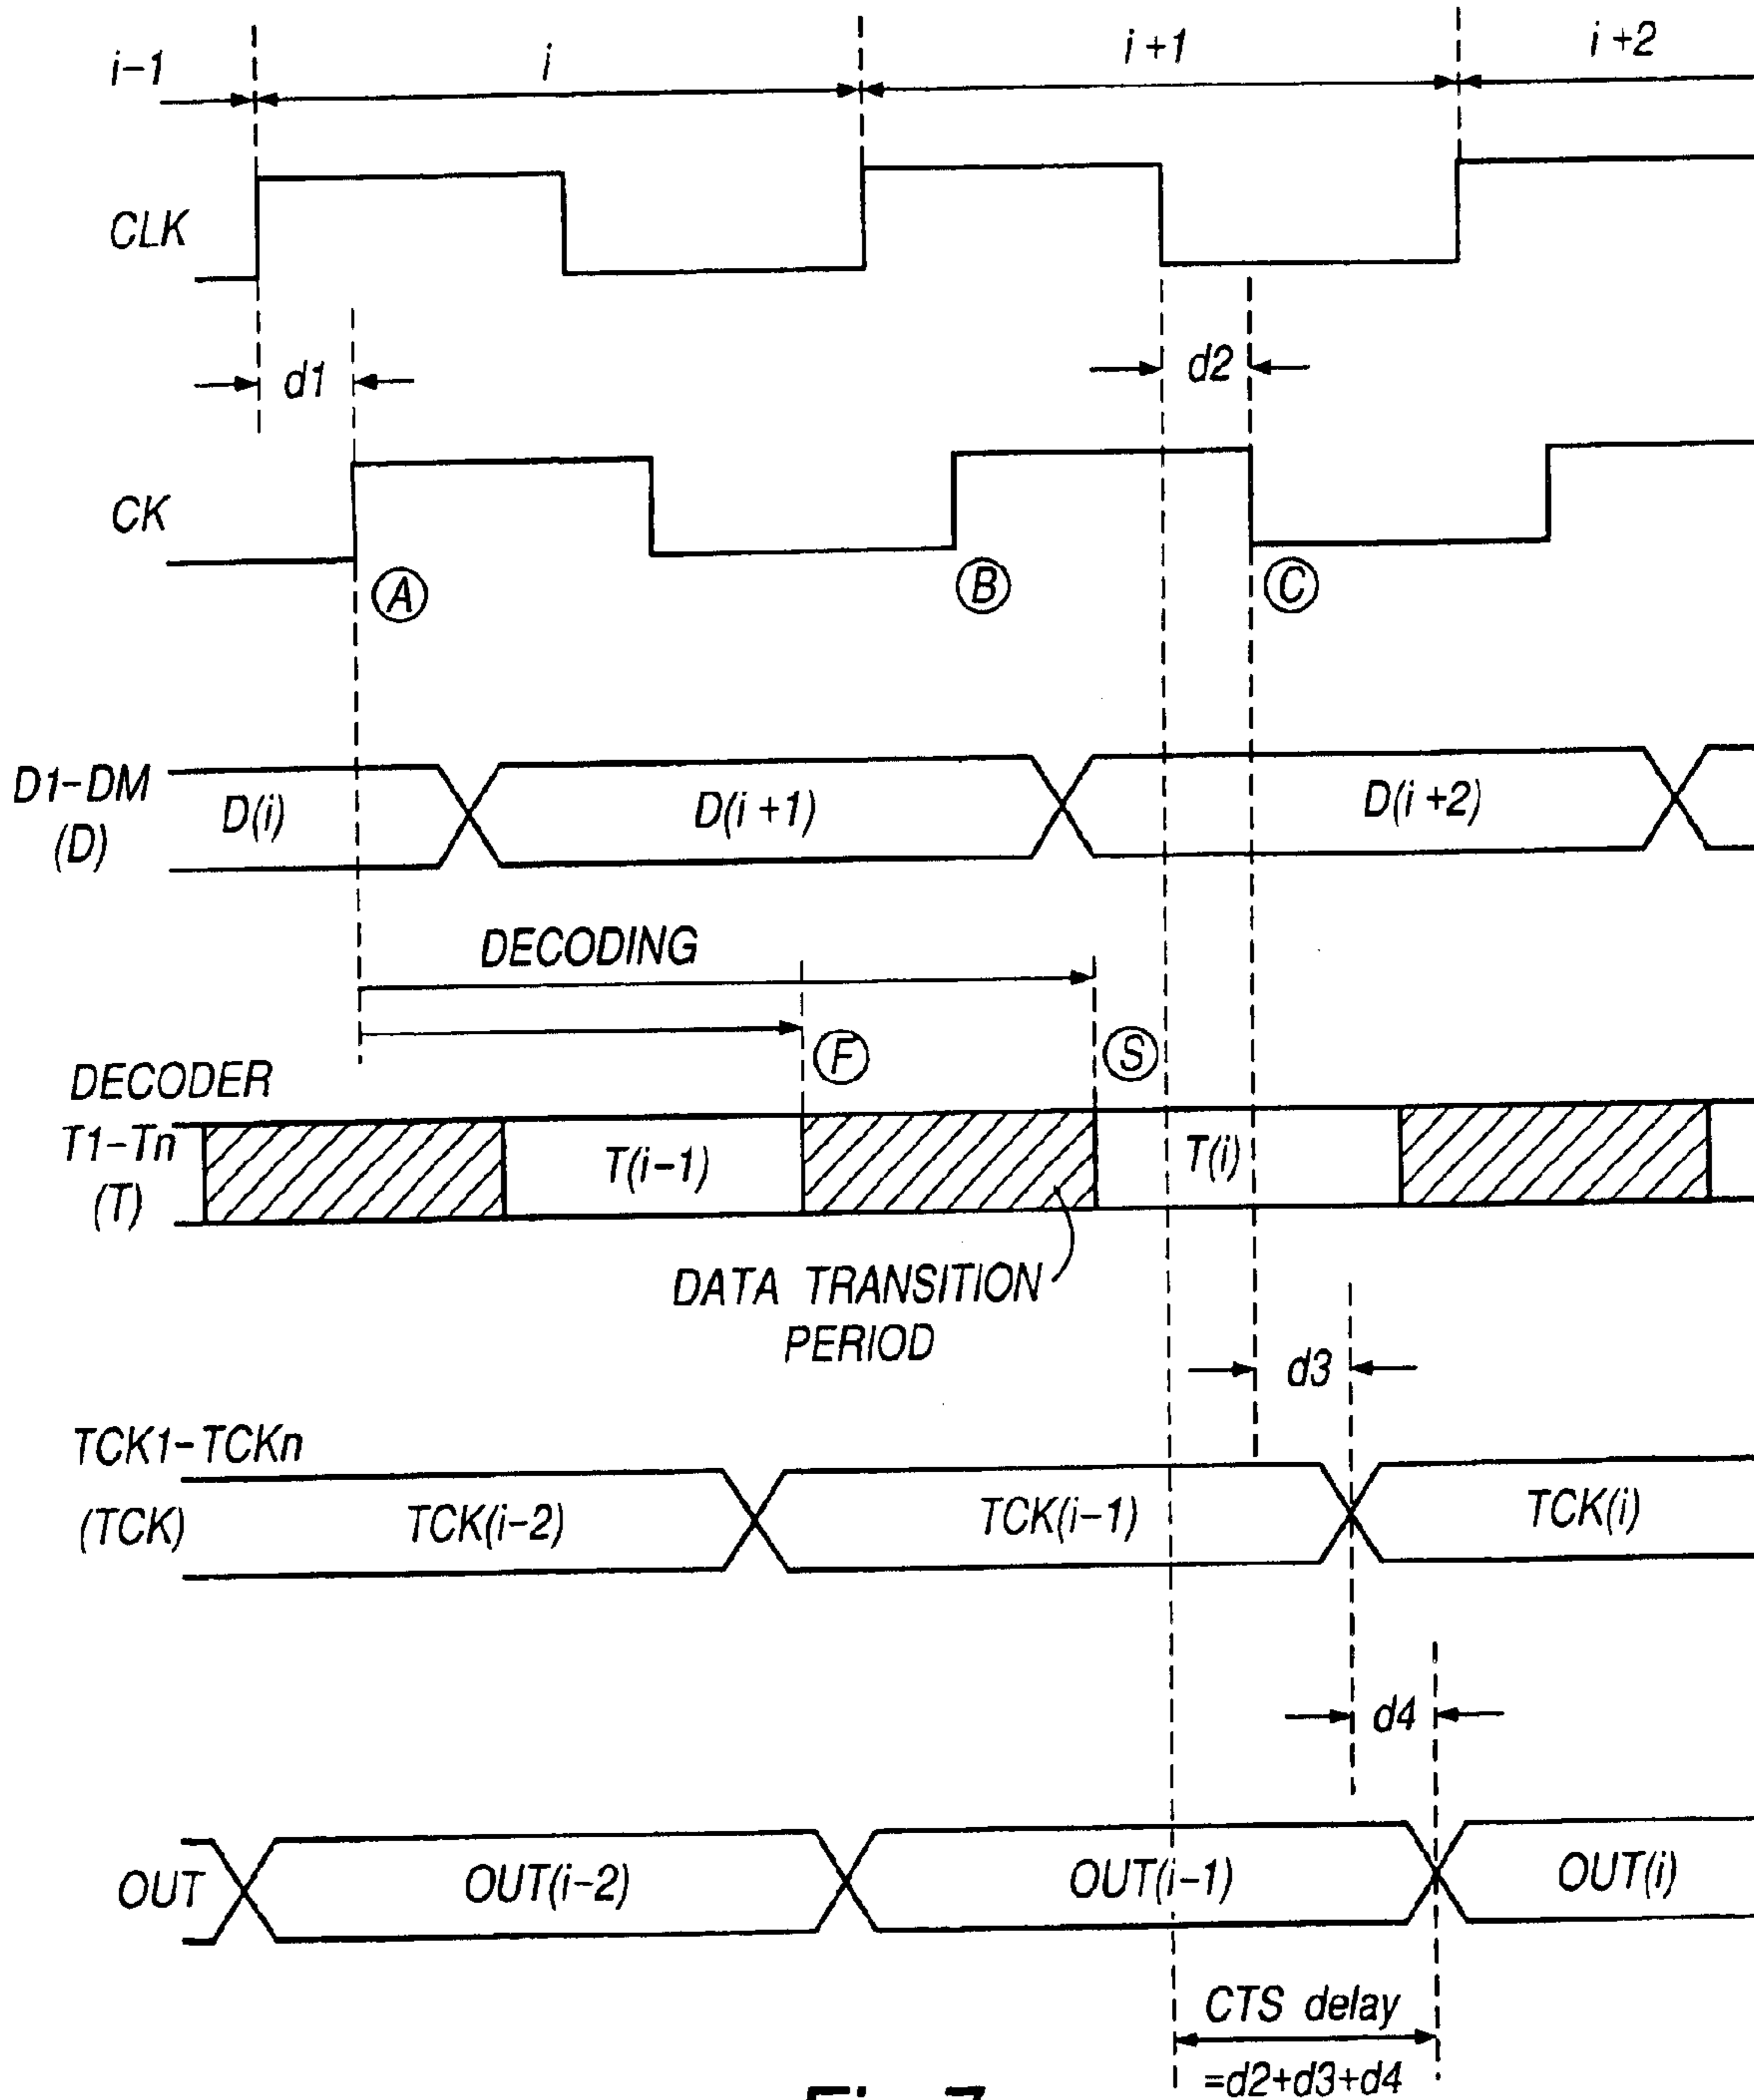 i-1
i
i+1
i+2
CLK
d1
d2
CK
A
B
C
D1-DM
(D)
D(i)
D(i+1)
D(i+2)
DECODING
F
S
DECODER
T1-Tn
(T)
T(i-1)
T(i)
DATA TRANSITION
PERIOD
d3
TCK1-TCKn
(TCK)
TCK(i-2)
TCK(i-1)
TCK(i)
d4
OUT
OUT(i-2)
OUT(i-1)
OUT(i)
CTS delay
=d2+d3+d4